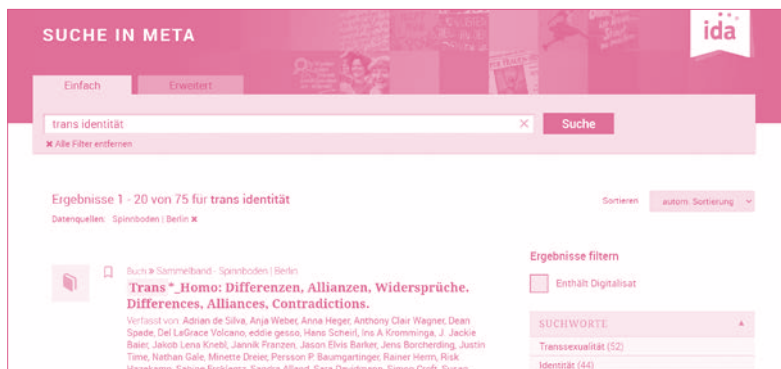 SUCHE IN META
ida
Einfach
Erweitert
trans identität
×
Suche
✖ Alle Filter entfernen
Ergebnisse 1 - 20 von 75 für trans identität
Sortieren
autom. Sortierung
Datenquellen: Spinnboden | Berlin ✖
Ergebnisse filtern
Enthält Digitalisat
Buch » Sammelband - Spinnboden | Berlin
Trans *_Homo: Differenzen, Allianzen, Widersprüche.
Differences, Alliances, Contradictions.
Verfasst von: Adrian de Silva, Anja Weber, Anna Heger, Anthony Clair Wagner, Dean
Spade, Del LaGrace Volcano, eddie gesso, Hans Scheirl, Ins A Kromminga, J. Jackie
Baier, Jakob Lena Knebl, Jannik Franzen, Jason Elvis Barker, Jens Borcherding, Justin
Time, Nathan Gale, Minette Dreier, Persson P. Baumgartinger, Rainer Herrn, Risk
SUCHWORTE
Transsexualität (52)
Identität (44)